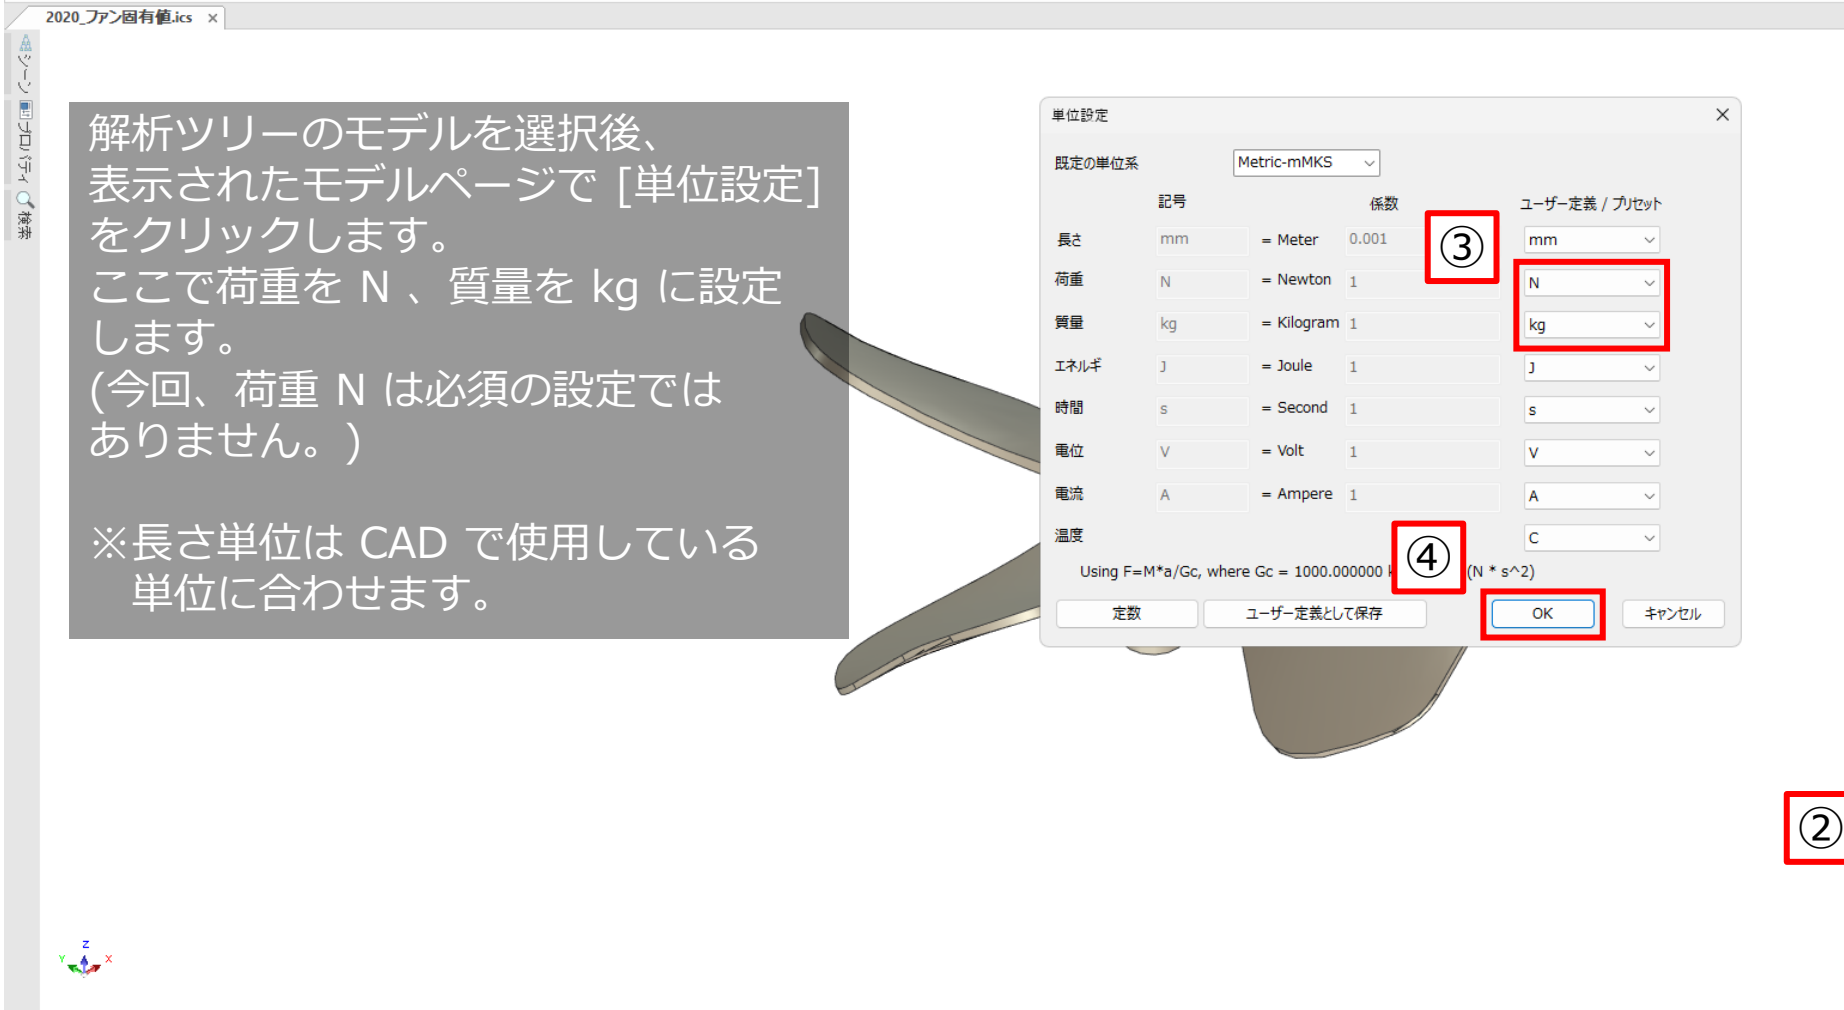 2020_ファン固有値.ics ×
シーン
プロパティ
検索
解析ツリーのモデルを選択後、
表示されたモデルページで [単位設定]
をクリックします。
ここで荷重を N 、質量を kg に設定
します。
(今回、荷重 N は必須の設定では
ありません。)
※長さ単位は CAD で使用している
単位に合わせます。
単位設定 ×
既定の単位系 Metric-mMKS
記号 係数 ユーザー定義 / プリセット
長さ mm = Meter 0.001 mm
③
荷重 N = Newton 1 N
質量 kg = Kilogram 1 kg
エネルギ J = Joule 1 J
時間 s = Second 1 s
電位 V = Volt 1 V
電流 A = Ampere 1 A
温度 C
④
Using F=M*a/Gc, where Gc = 1000.000000 (N * s^2)
定数 ユーザー定義として保存 OK キャンセル
②
Z
Y X